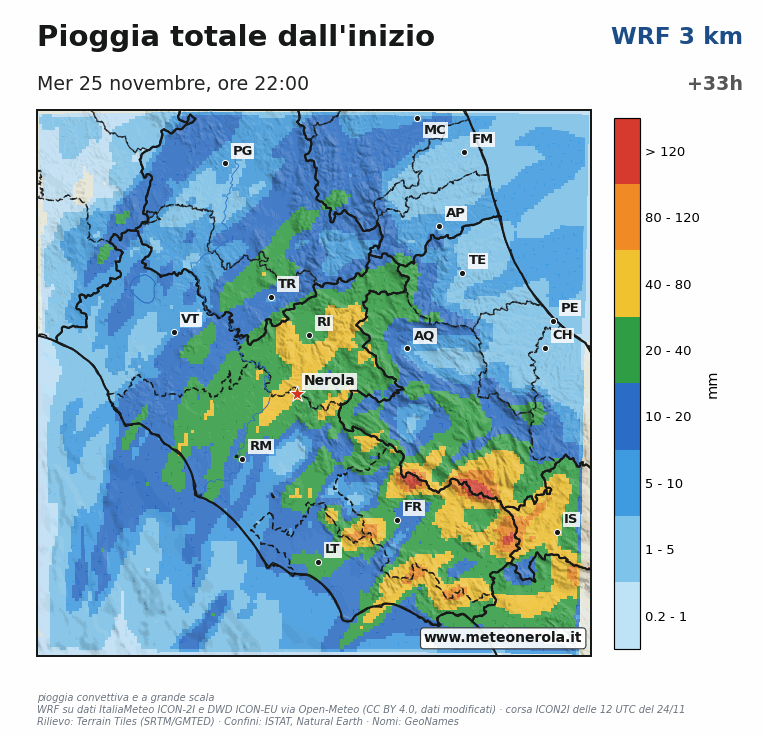 Pioggia totale dall'inizio
WRF 3 km
Mer 25 novembre, ore 22:00
+33h
MC
FM
PG
AP
TE
TR
PE
VT
RI
AQ
CH
Nerola
RM
FR
IS
LT
www.meteonerola.it
> 120
80 - 120
40 - 80
20 - 40
10 - 20
5 - 10
1 - 5
0.2 - 1
mm
pioggia convettiva e a grande scala
WRF su dati ItaliaMeteo ICON-2I e DWD ICON-EU via Open-Meteo (CC BY 4.0, dati modificati) · corsa ICON2I delle 12 UTC del 24/11
Rilievo: Terrain Tiles (SRTM/GMTED) · Confini: ISTAT, Natural Earth · Nomi: GeoNames